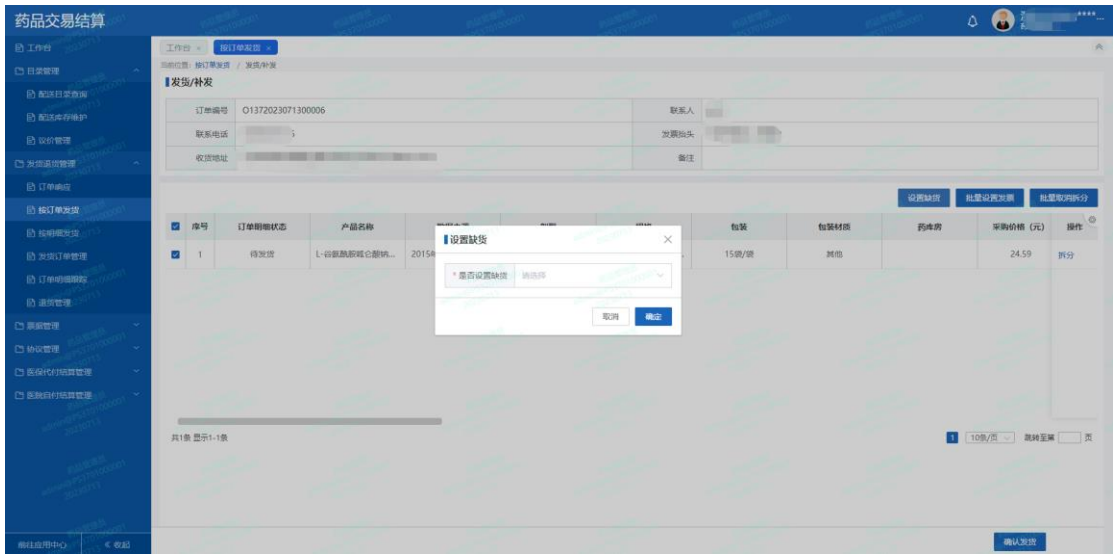 药品交易结算
****...
工作台
目录管理
配送目录查询
配送库存维护
议价管理
发货退货管理
订单响应
按订单发货
按明细发货
发货订单管理
订单明细跟踪
退货管理
票据管理
协议管理
医保代付结算管理
医院自付结算管理
前往应用中心 《 收起
工作台 × 按订单发货 ×
当前位置: 按订单发货 / 发货/补发
发货/补发
订单编号 O1372023071300006 联系人
联系电话 发票抬头
收货地址 备注
设置缺货 批量设置发票 批量取消拆分
序号 订单明细状态 产品名称 包装 包装材质 药库房 采购价格 (元) 操作
1 待发货 L-谷氨酰胺呱仑酸钠... 2015年 15袋/袋 其他 24.59 拆分
设置缺货 ×
* 是否设置缺货 请选择
取消 确定
共1条 显示1-1条
1 10条/页 跳转至第 页
确认发货